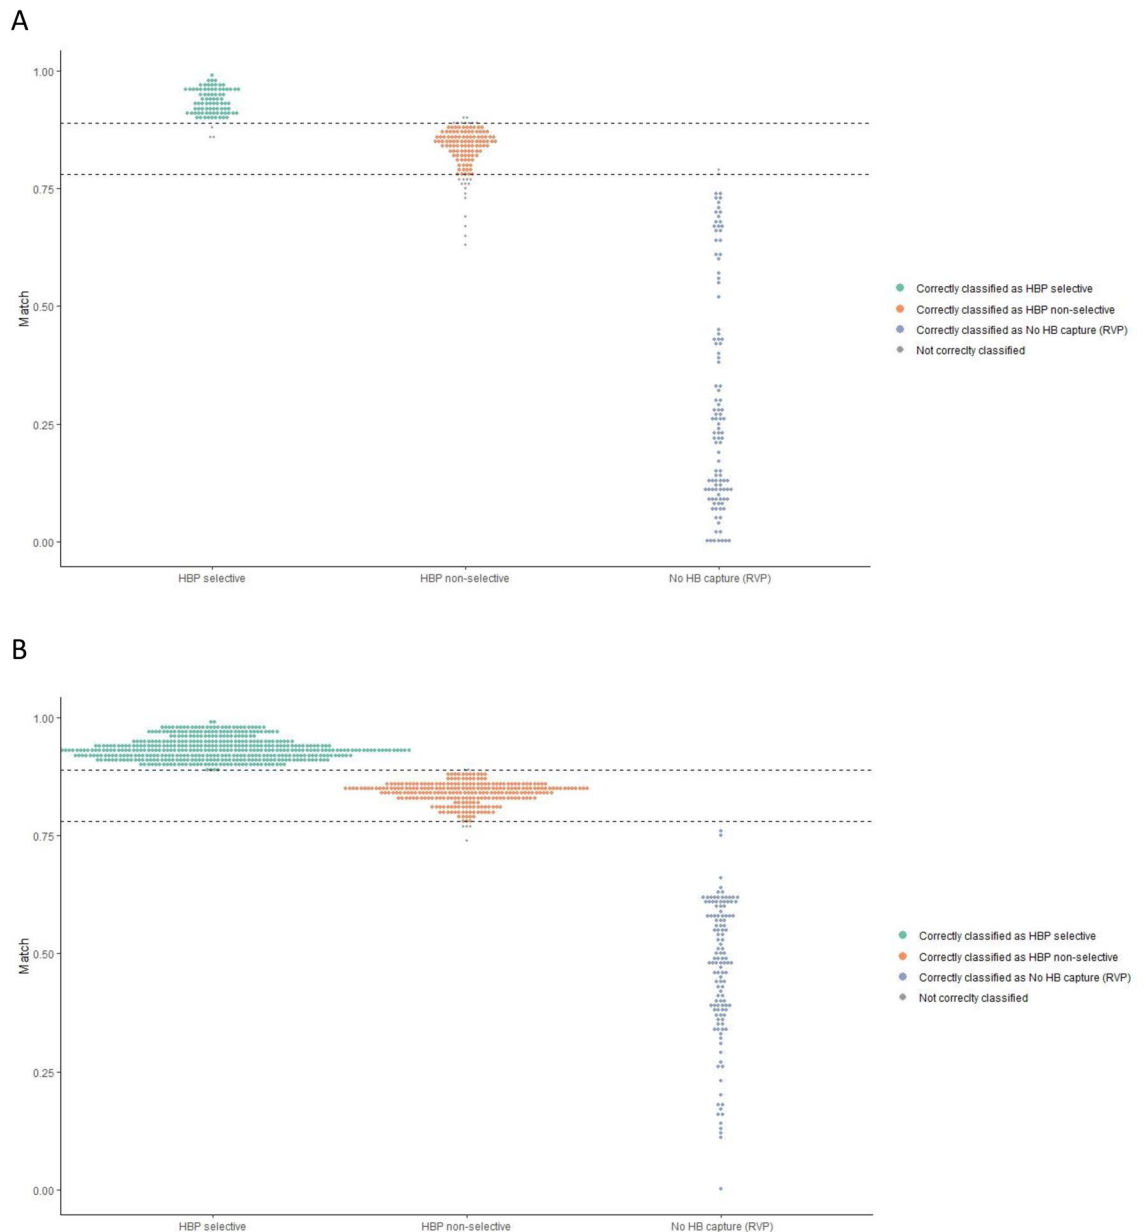 A
1.00
0.75
0.50
0.25
0.00
Match
HBP selective
HBP non-selective
No HB capture (RVP)
Correctly classified as HBP selective
Correctly classified as HBP non-selective
Correctly classified as No HB capture (RVP)
Not correclty classified
B
1.00
0.75
0.50
0.25
0.00
Match
HBP selective
HBP non-selective
No HB capture (RVP)
Correctly classified as HBP selective
Correctly classified as HBP non-selective
Correctly classified as No HB capture (RVP)
Not correclty classified